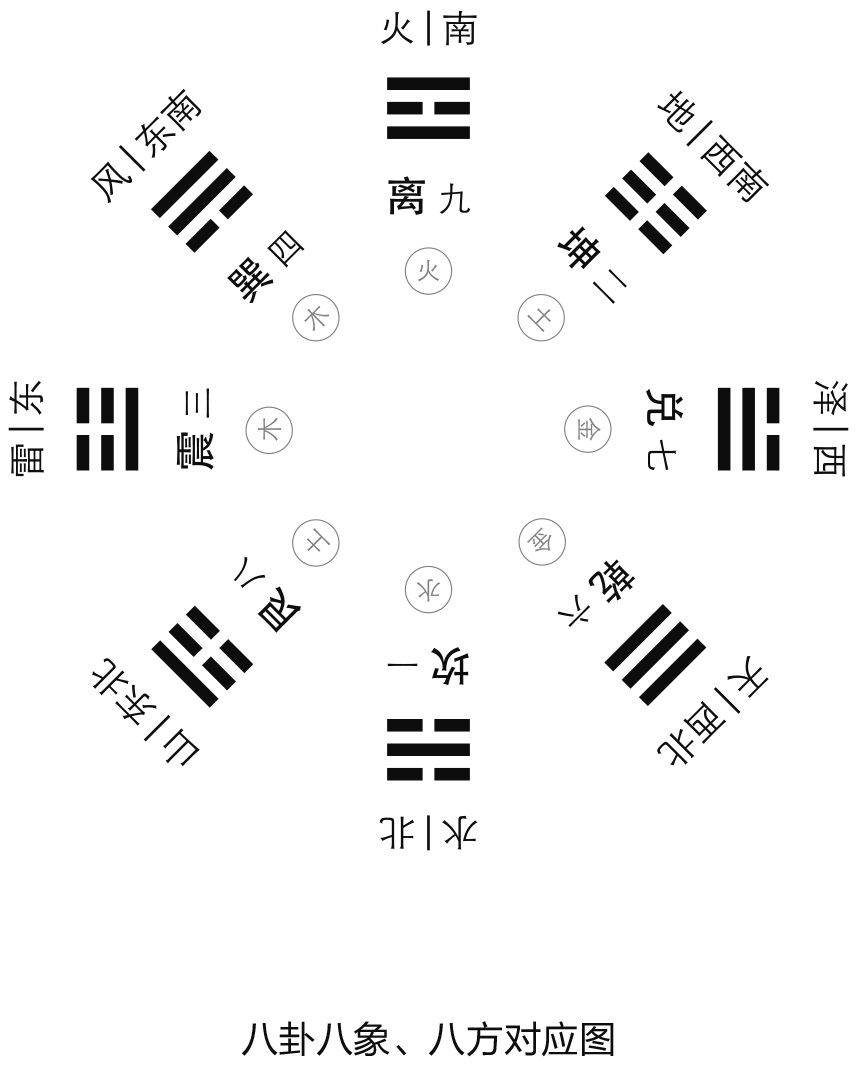 火|南
离 九
火
地|西南
坤 二
土
泽|西
兑 七
金
天|西北
乾 六
金
水|北
坎 一
水
山|东北
艮 八
土
雷|东
震 三
木
风|东南
巽 四
木
八卦八象、八方对应图